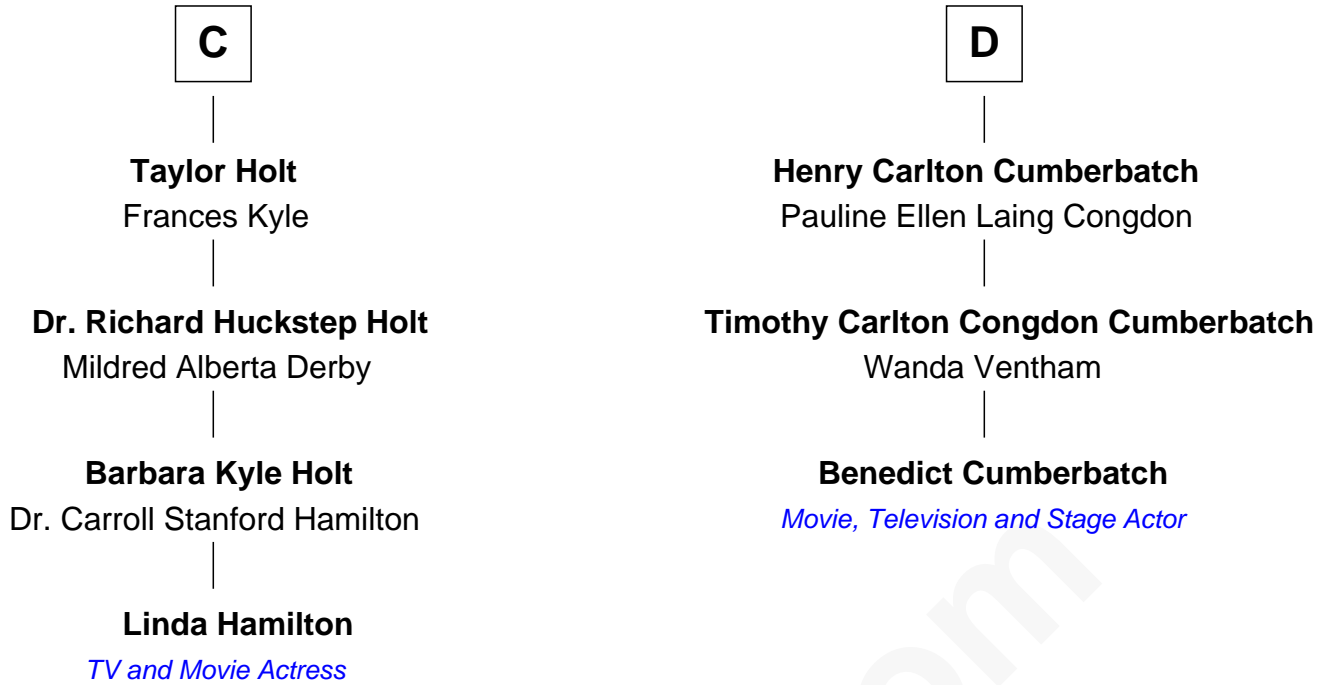 C
Taylor Holt
Frances Kyle
Dr. Richard Huckstep Holt
Mildred Alberta Derby
Barbara Kyle Holt
Dr. Carroll Stanford Hamilton
Linda Hamilton
TV and Movie Actress
D
Henry Carlton Cumberbatch
Pauline Ellen Laing Congdon
Timothy Carlton Congdon Cumberbatch
Wanda Ventham
Benedict Cumberbatch
Movie, Television and Stage Actor
om